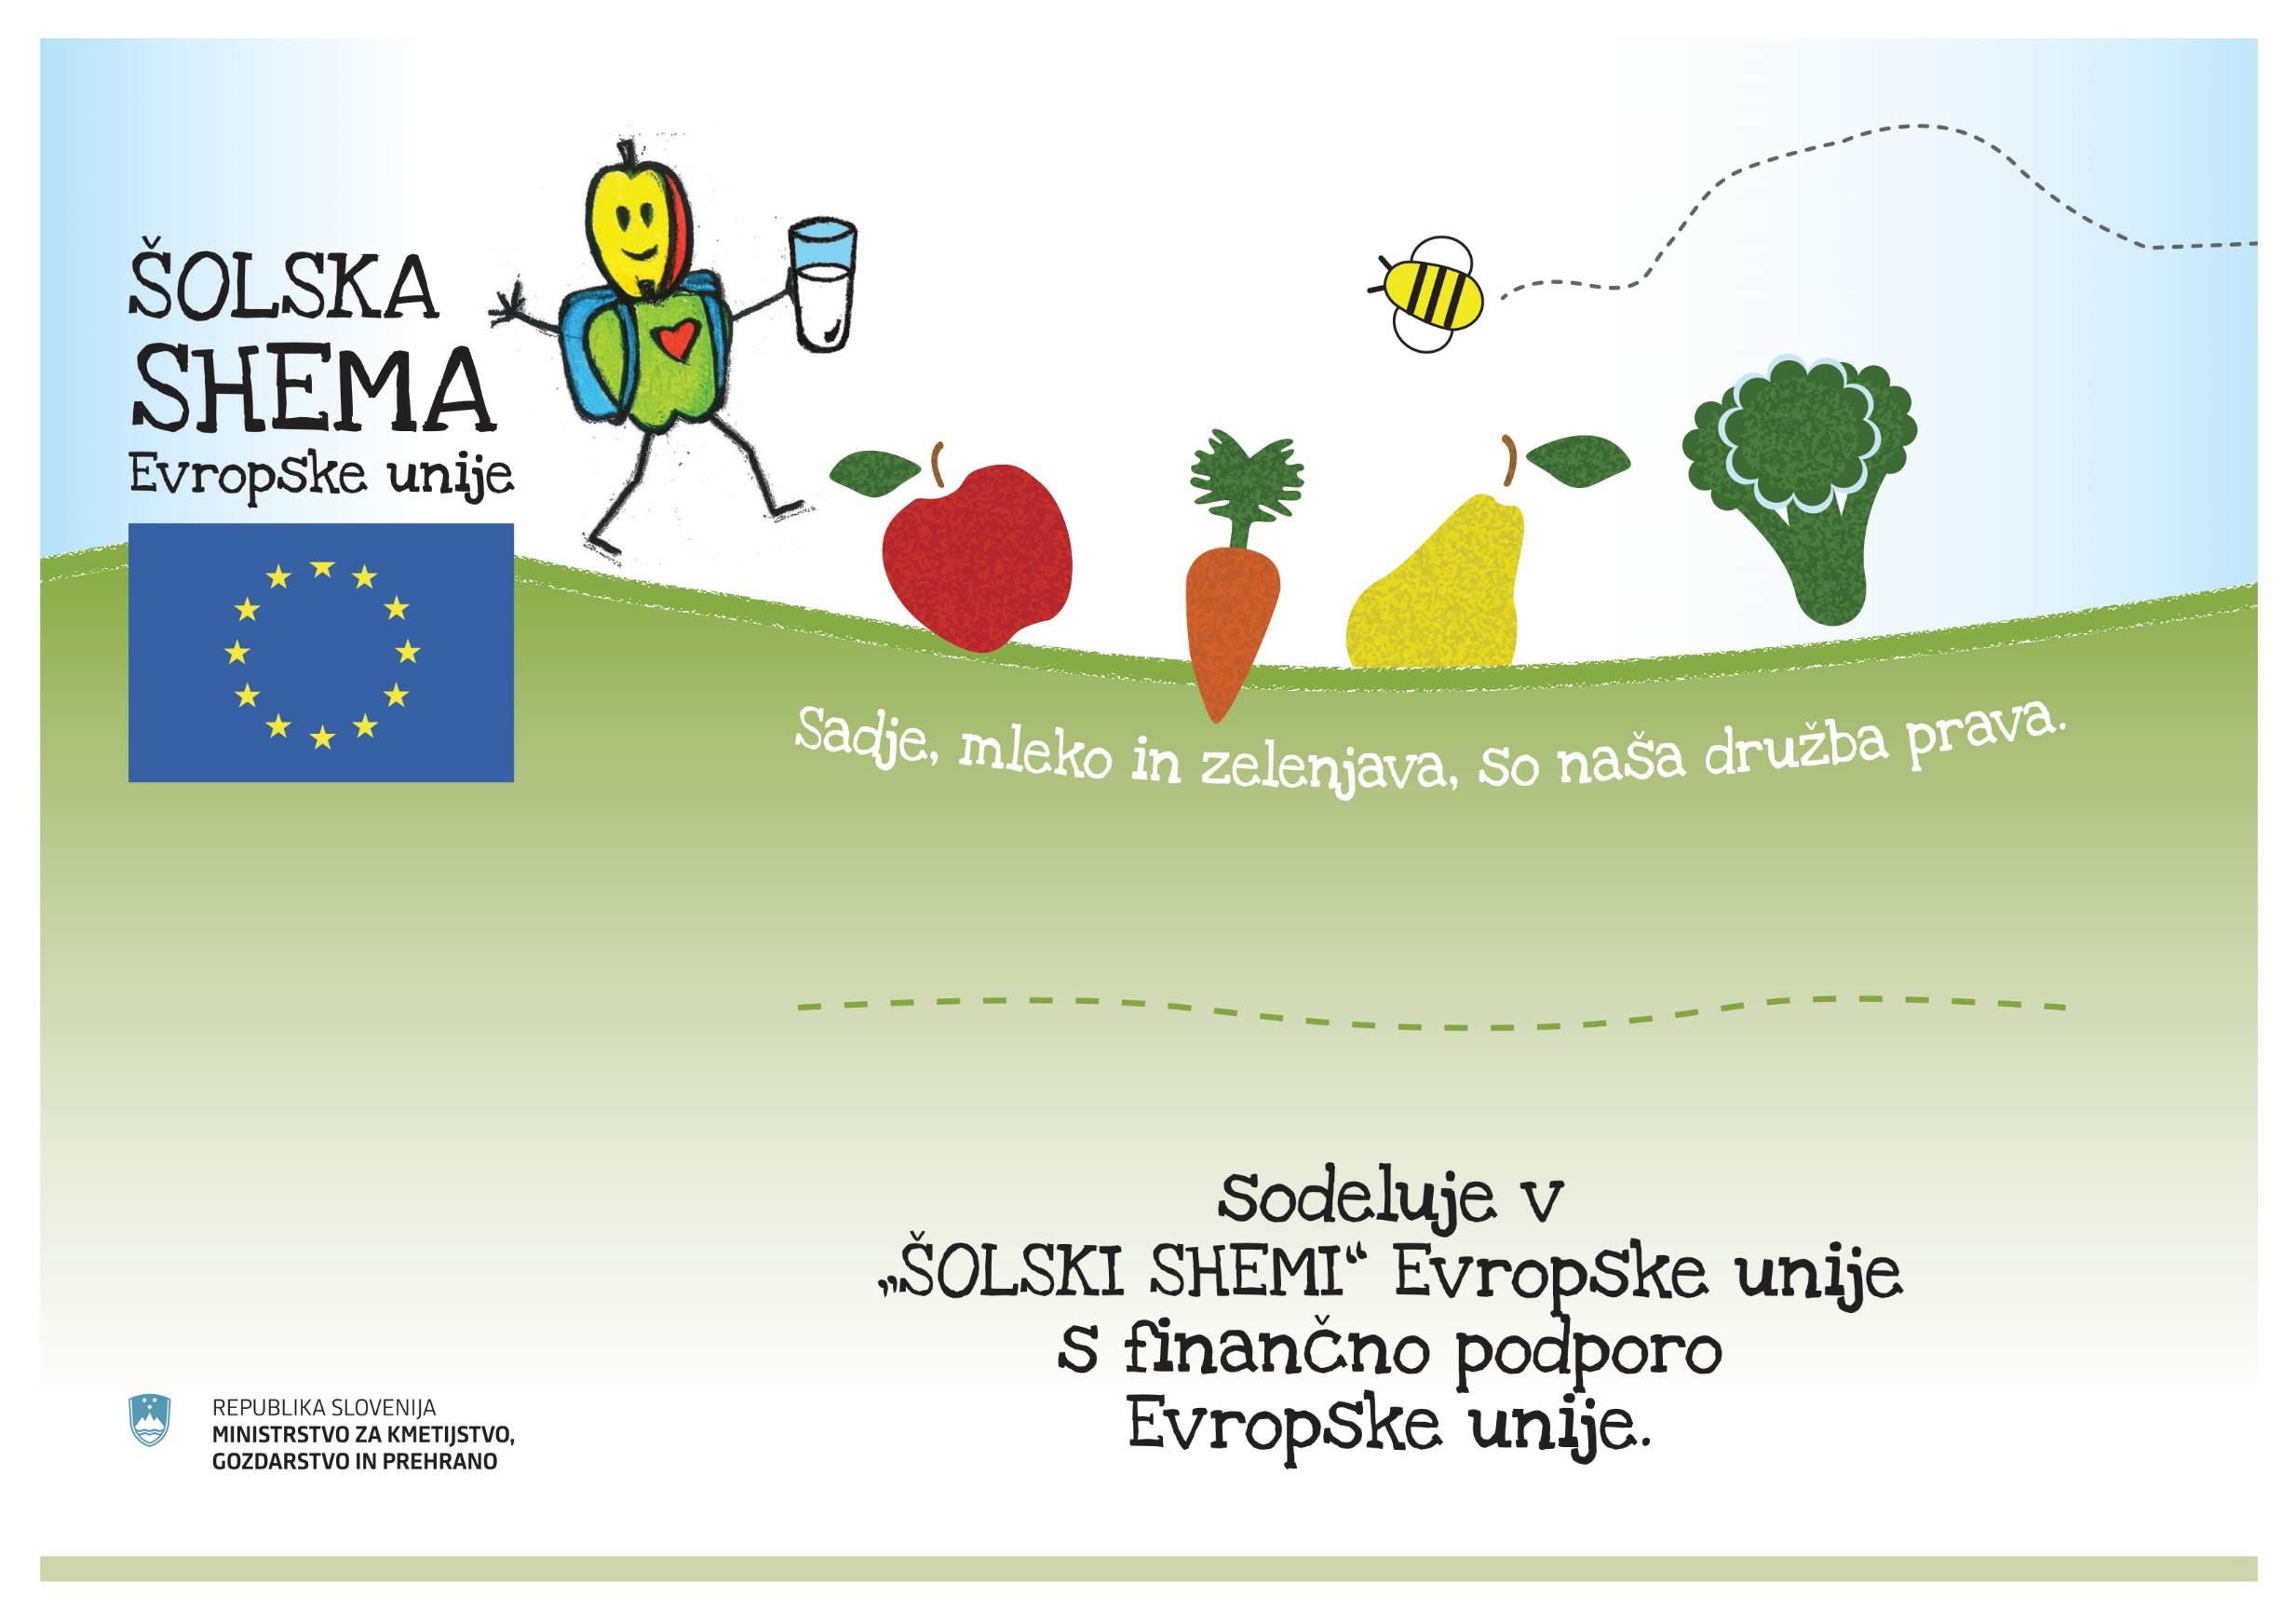 ŠOLSKA
SHEMA
Evropske unije
Sadje, mleko in zelenjava, so naša družba prava.
Sodeluje v
„ŠOLSKI SHEMI“ Evropske unije
s finančno podporo
Evropske unije.
REPUBLIKA SLOVENIJA
MINISTRSTVO ZA KMETIJSTVO,
GOZDARSTVO IN PREHRANO